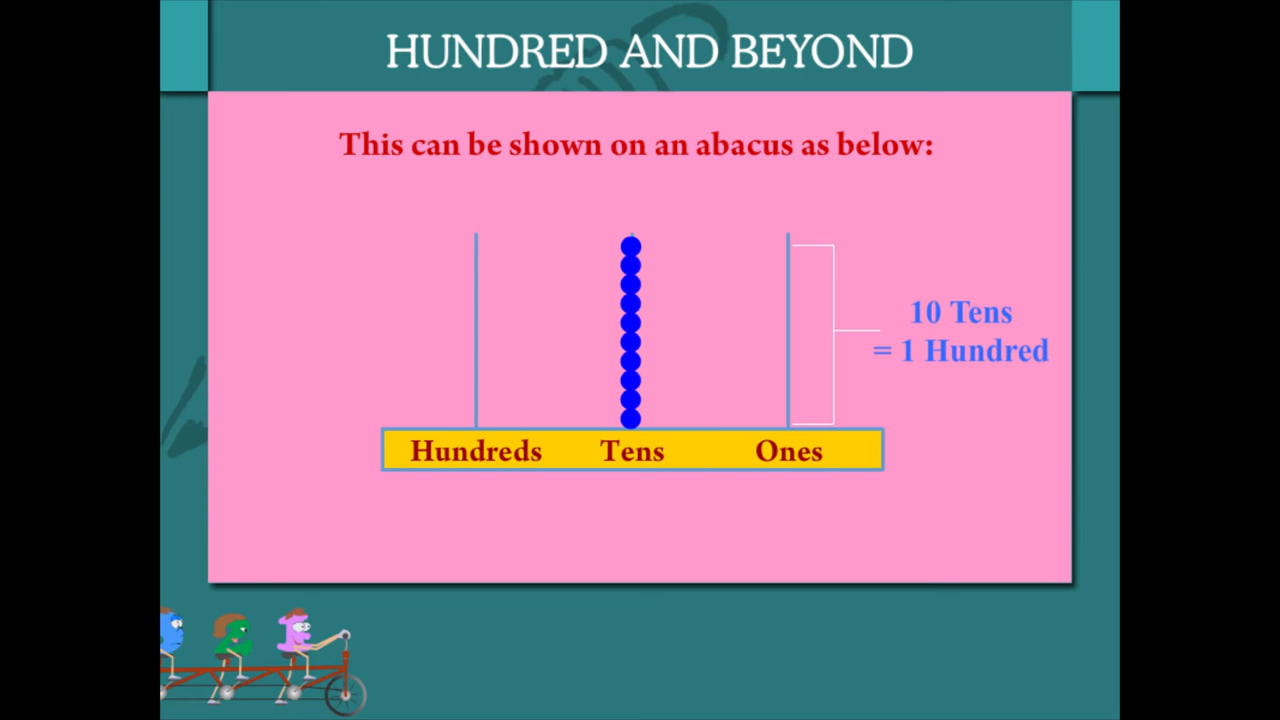 HUNDRED AND BEYOND
This can be shown on an abacus as below:
10 Tens
= 1 Hundred
Hundreds Tens Ones